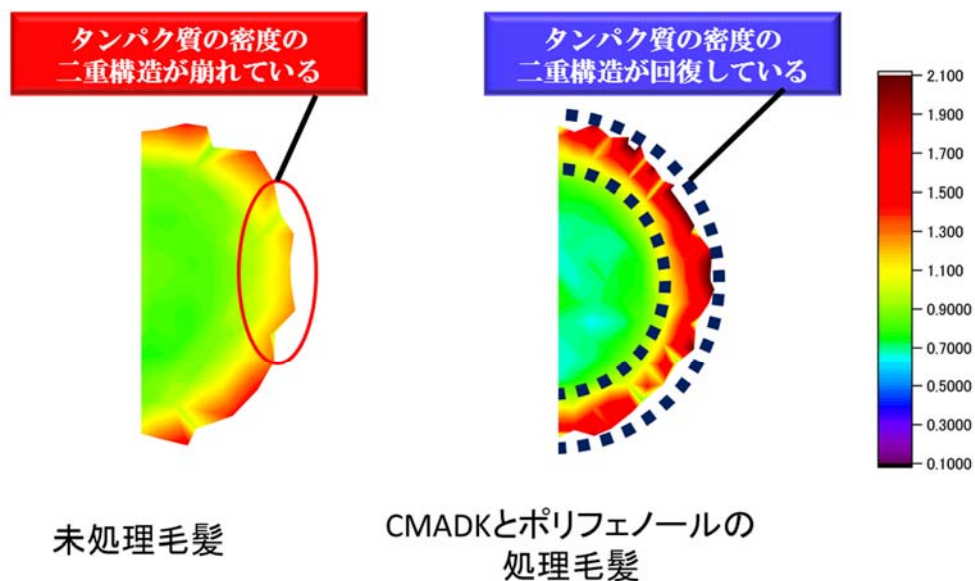 タンパク質の密度の
二重構造が崩れている
タンパク質の密度の
二重構造が回復している
2.100
1.900
1.700
1.500
1.300
1.100
0.9000
0.7000
0.5000
0.3000
0.1000
未処理毛髪
CMADKとポリフェノールの
処理毛髪